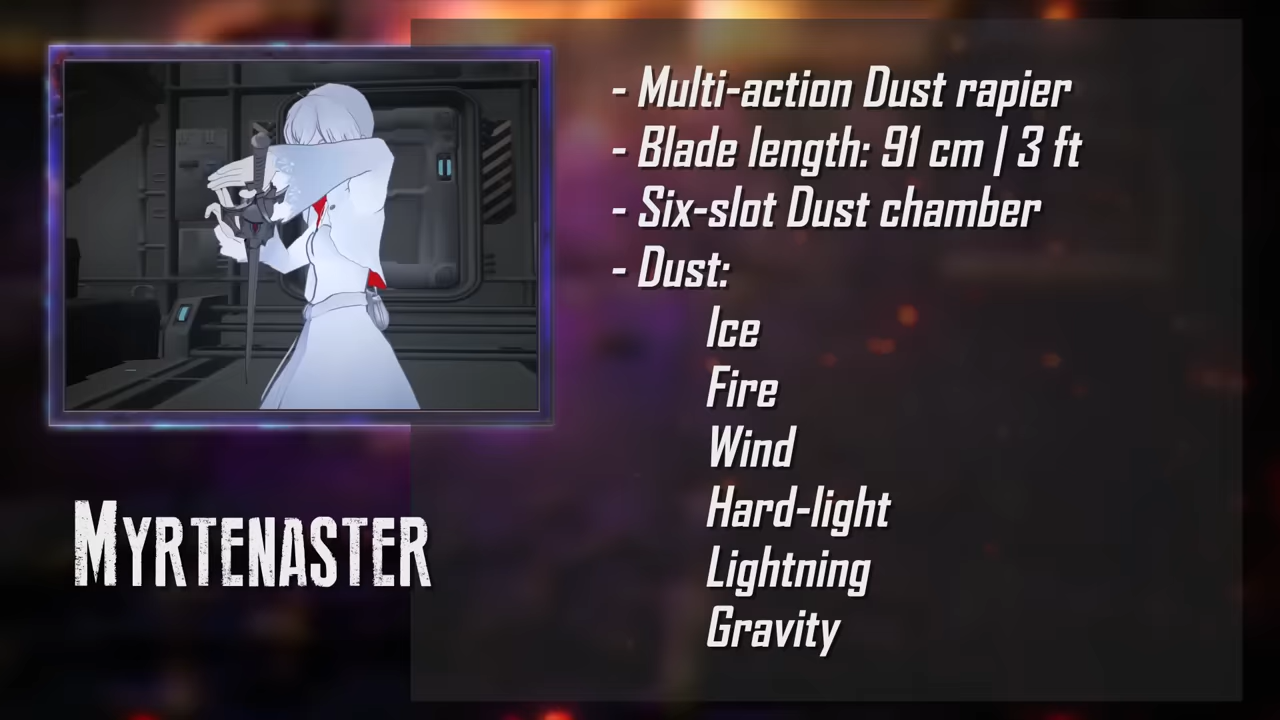 - Multi-action Dust rapier
- Blade length: 91 cm | 3 ft
- Six-slot Dust chamber
- Dust:
Ice
Fire
Wind
Hard-light
Lightning
Gravity
Myrtenaster